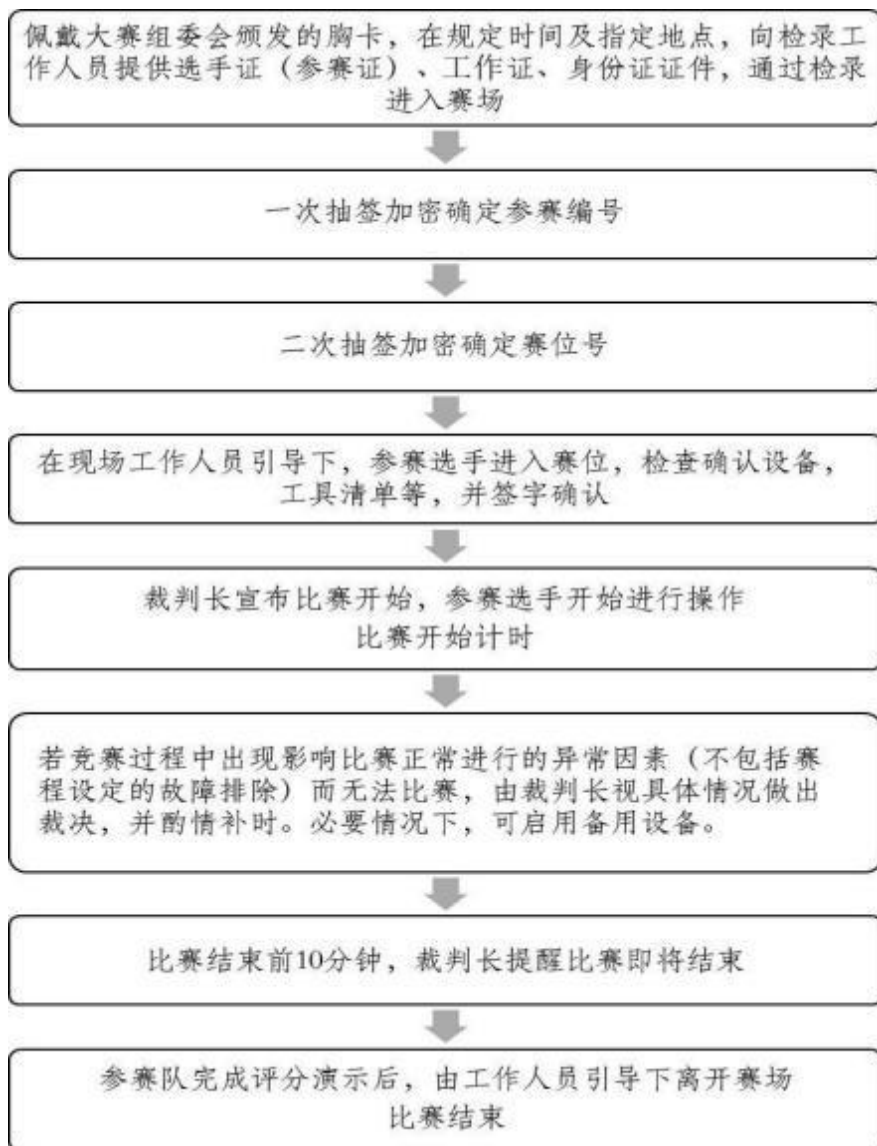 佩戴大赛组委会颁发的胸卡，在规定时间及指定地点，向检录工
作人员提供选手证（参赛证）、工作证、身份证证件，通过检录
进入赛场
一次抽签加密确定参赛编号
二次抽签加密确定赛位号
在现场工作人员引导下，参赛选手进入赛位，检查确认设备，
工具清单等，并签字确认
裁判长宣布比赛开始，参赛选手开始进行操作
比赛开始计时
若竞赛过程中出现影响比赛正常进行的异常因素（不包括赛
程设定的故障排除）而无法比赛，由裁判长视具体情况做出
裁决，并酌情补时。必要情况下，可启用备用设备。
比赛结束前10分钟，裁判长提醒比赛即将结束
参赛队完成评分演示后，由工作人员引导下离开赛场
比赛结束